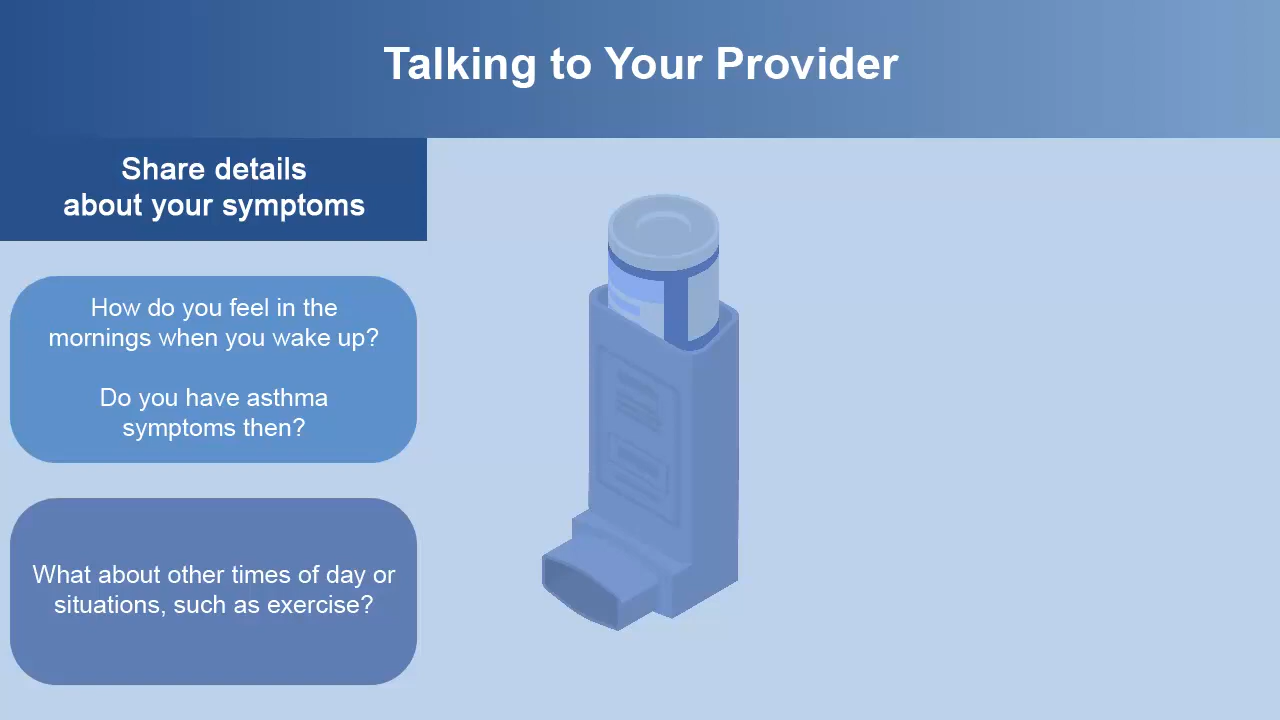 Talking to Your Provider
Share details
about your symptoms
How do you feel in the
mornings when you wake up?
Do you have asthma
symptoms then?
What about other times of day or
situations, such as exercise?